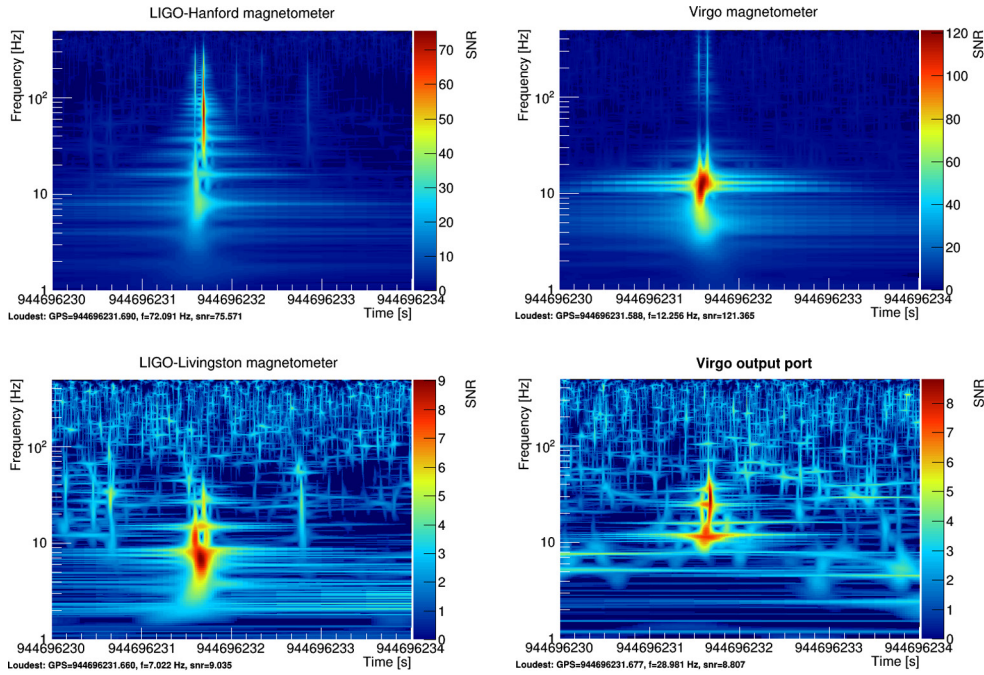 LIGO-Hanford magnetometer
Frequency [Hz]
10²
10
1
944696230 944696231 944696232 944696233 944696234
Time [s]
Loudest: GPS=944696231.690, f=72.091 Hz, snr=75.571
SNR
70
60
50
40
30
20
10
0
Virgo magnetometer
Frequency [Hz]
10²
10
1
944696230 944696231 944696232 944696233 944696234
Time [s]
Loudest: GPS=944696231.588, f=12.256 Hz, snr=121.365
SNR
120
100
80
60
40
20
0
LIGO-Livingston magnetometer
Frequency [Hz]
10²
10
1
944696230 944696231 944696232 944696233 944696234
Time [s]
Loudest: GPS=944696231.660, f=7.022 Hz, snr=9.035
SNR
9
8
7
6
5
4
3
2
1
0
Virgo output port
Frequency [Hz]
10²
10
1
944696230 944696231 944696232 944696233 944696234
Time [s]
Loudest: GPS=944696231.677, f=28.981 Hz, snr=8.807
SNR
8
7
6
5
4
3
2
1
0